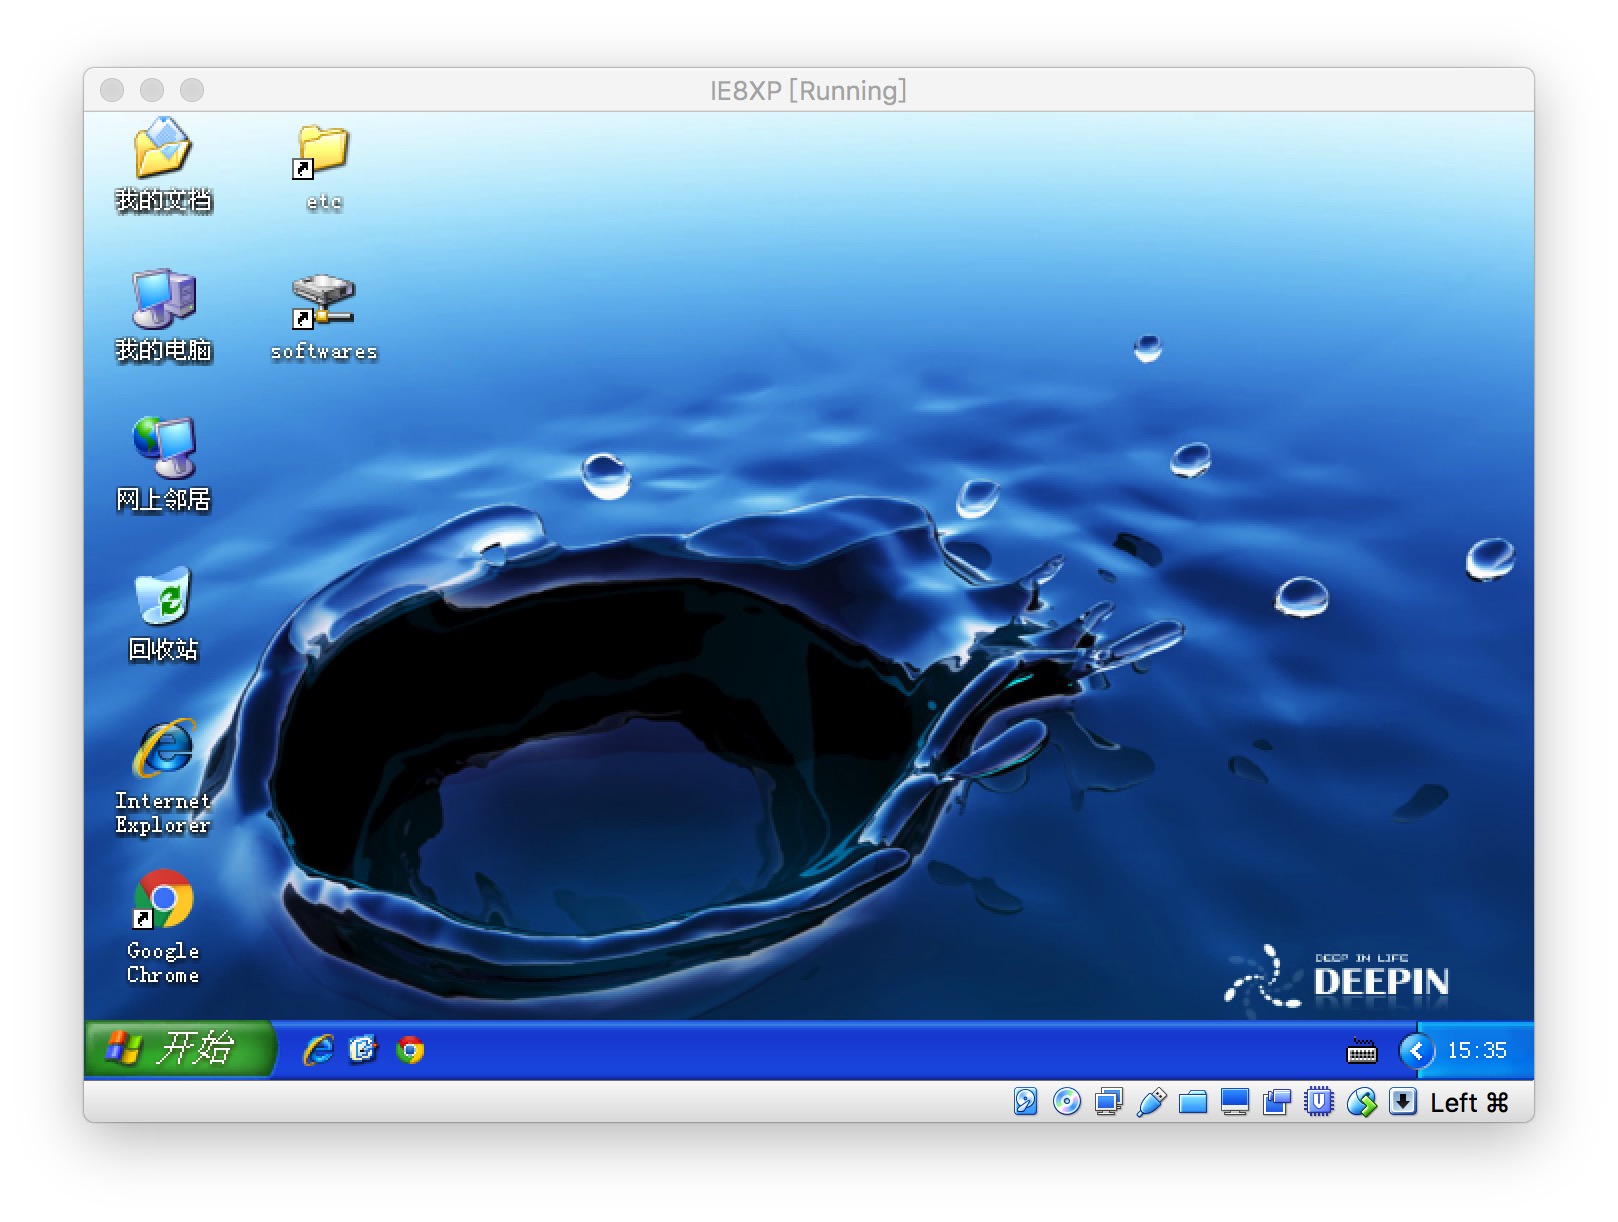 IE8XP [Running]
我的文档
etc
我的电脑
softwares
网上邻居
回收站
Internet
Explorer
Google
Chrome
DEEP IN LIFE
DEEPIN
开始
15:35
Left ⌘